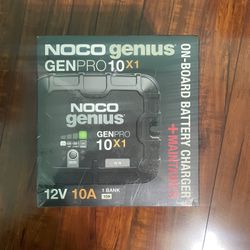 NOCO genius®
GENPRO 10X1
NOCO
genius®
GENPRO
10X1
12V 10A 1 BANK
ON-BOARD BATTERY CHARGER
+MAINTAINER